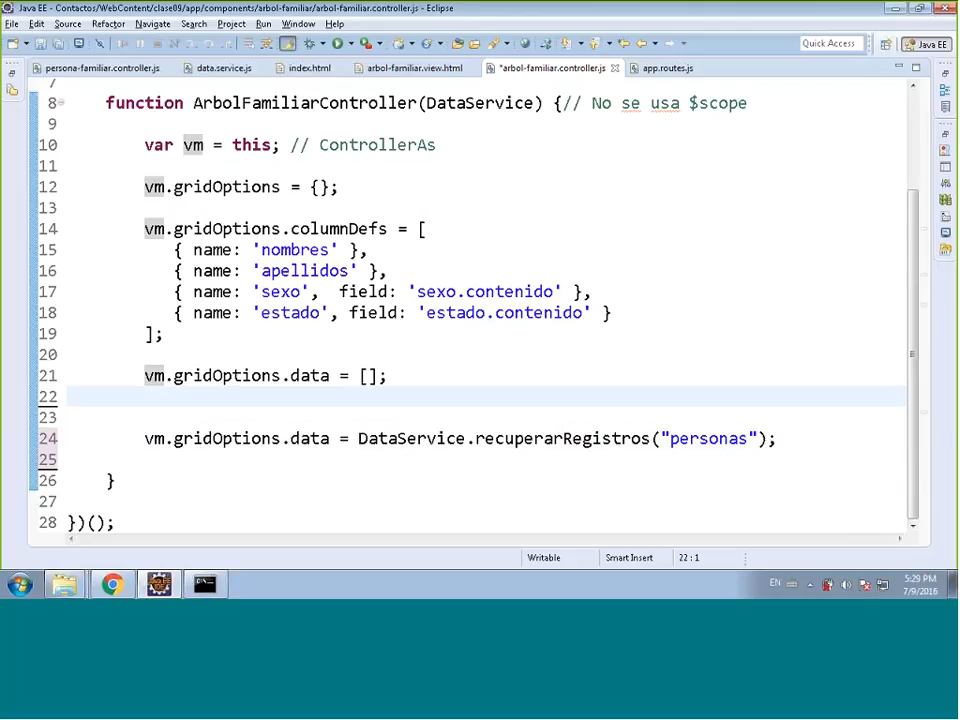 Java EE - Contactos/WebContent/clase09/app/components/arbol-familiar/arbol-familiar.controller.js - Eclipse
File Edit Source Refactor Navigate Search Project Run Window Help
Quick Access Java EE
persona-familiar.controller.js data.service.js index.html arbol-familiar.view.html *arbol-familiar.controller.js app.routes.js
7
8 function ArbolFamiliarController(DataService) {// No se usa $scope
9
10 var vm = this; // ControllerAs
11
12 vm.gridOptions = {};
13
14 vm.gridOptions.columnDefs = [
15 { name: 'nombres' },
16 { name: 'apellidos' },
17 { name: 'sexo', field: 'sexo.contenido' },
18 { name: 'estado', field: 'estado.contenido' }
19 ];
20
21 vm.gridOptions.data = [];
22
23
24 vm.gridOptions.data = DataService.recuperarRegistros("personas");
25
26 }
27
28 })();
Writable Smart Insert 22 : 1
EN 5:29 PM
7/9/2016